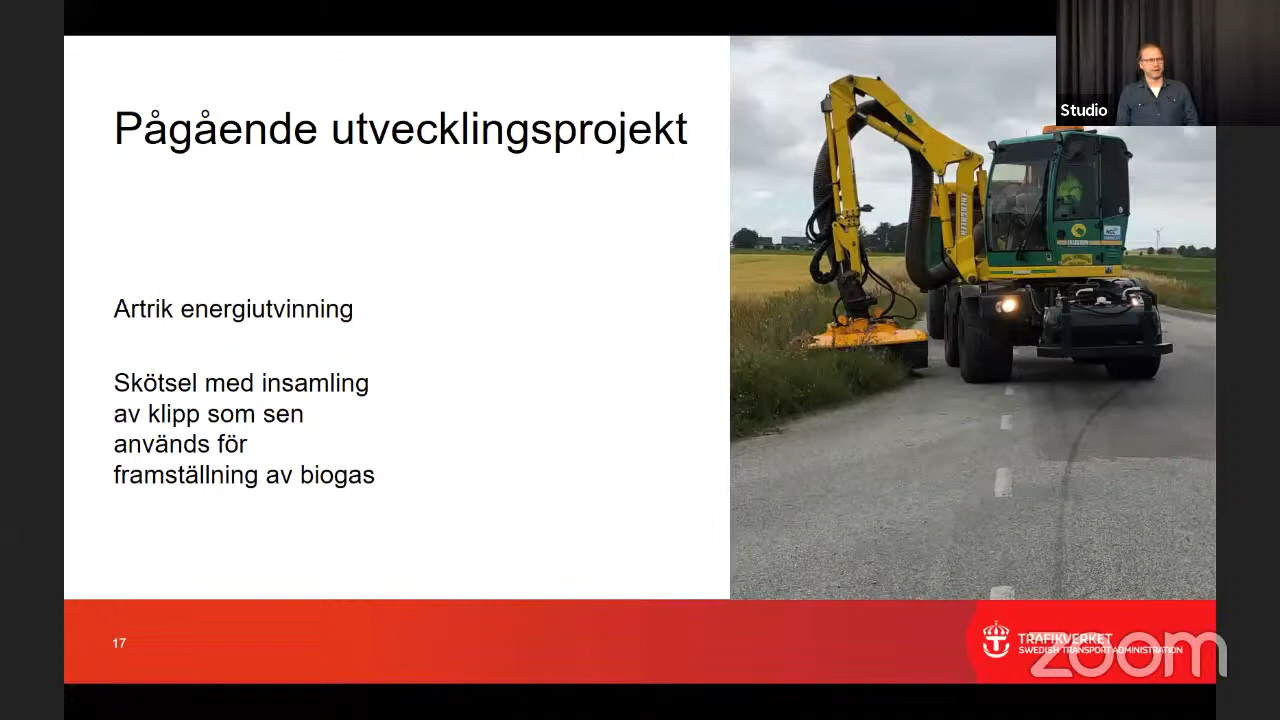 Studio
Pågående utvecklingsprojekt
Artrik energiutvinning
Skötsel med insamling
av klipp som sen
används för
framställning av biogas
ENERGREEN
17
TRAFIKVERKET
SWEDISH TRANSPORT ADMINISTRATION
zoom